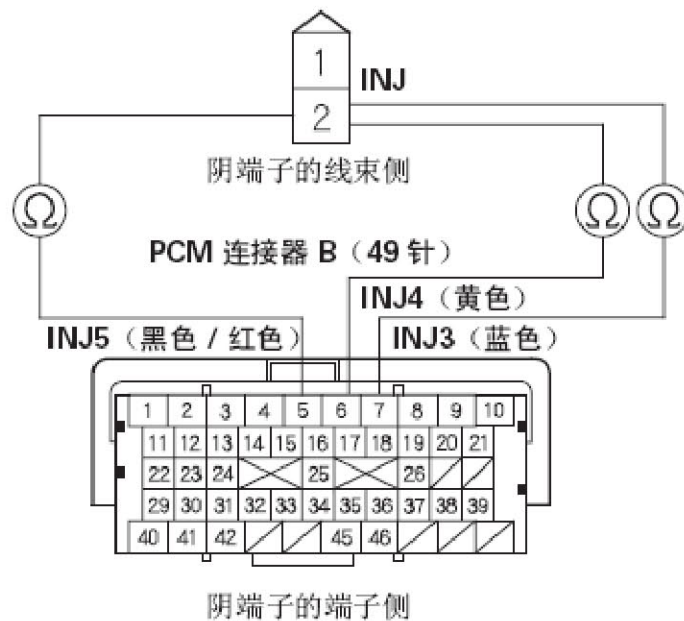 1
INJ
2
阴端子的线束侧
Ω Ω Ω
PCM 连接器 B（49 针）
INJ4（黄色）
INJ5（黑色 / 红色） INJ3（蓝色）
1 2 3 4 5 6 7 8 9 10
11 12 13 14 15 16 17 18 19 20 21
22 23 24 25 26
29 30 31 32 33 34 35 36 37 38 39
40 41 42 45 46
阴端子的端子侧